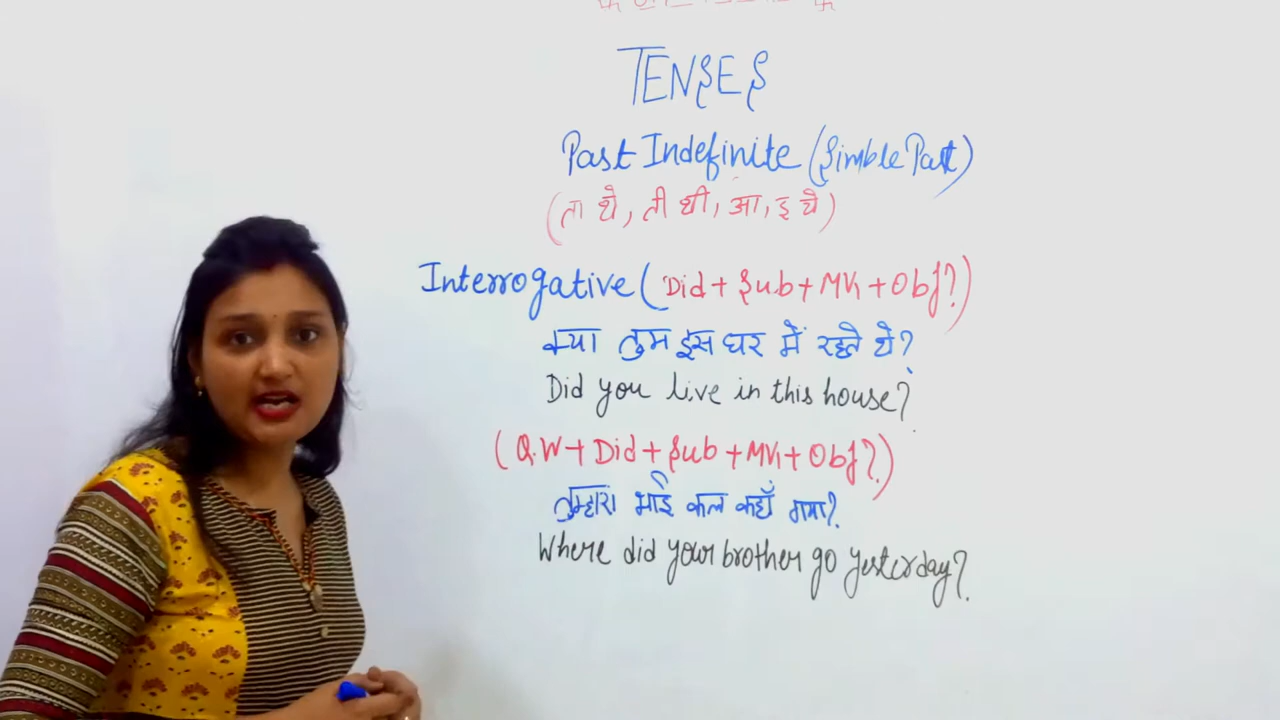 TENSES
Past Indefinite (Simple Past)
(ता थे, ती थी, आ, इ थे)
Interrogative (Did + Sub + MV1 + Obj?)
क्या तुम इस घर में रहते थे?
Did you live in this house?
(Q.W + Did + Sub + MV1 + Obj?)
तुम्हारा भाई कल कहाँ गया?
Where did your brother go yesterday?